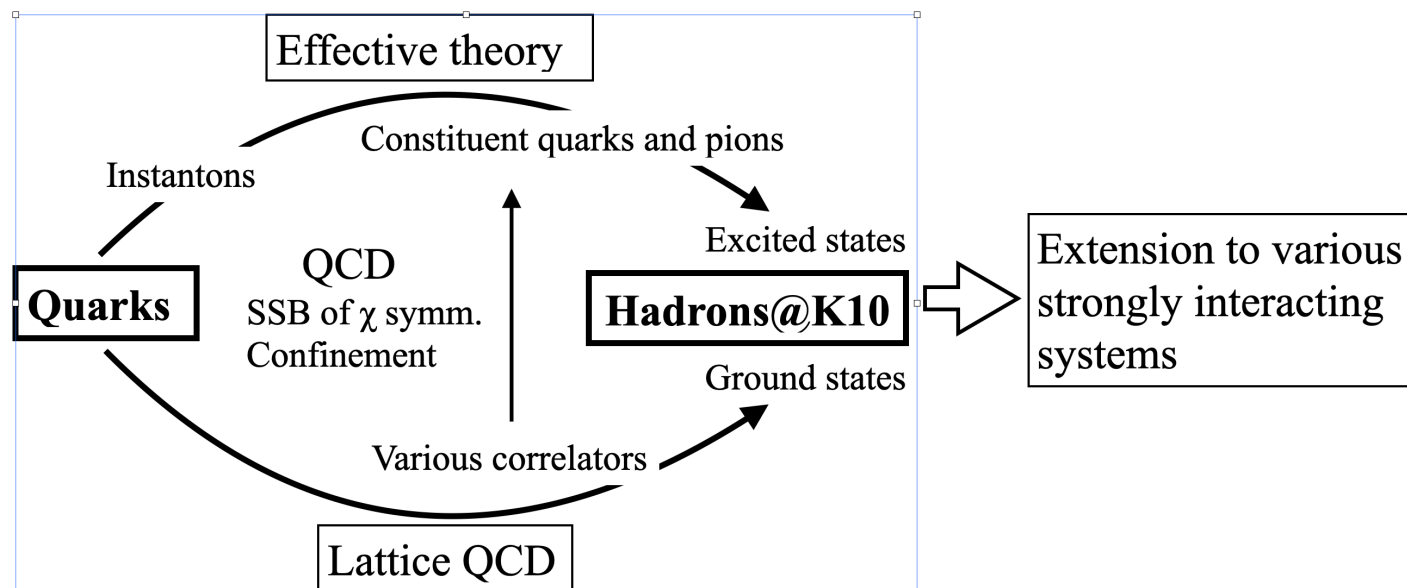 Effective theory
Constituent quarks and pions
Instantons
Excited states
QCD
SSB of χ symm.
Confinement
Quarks
Hadrons@K10
Extension to various
strongly interacting
systems
Ground states
Various correlators
Lattice QCD